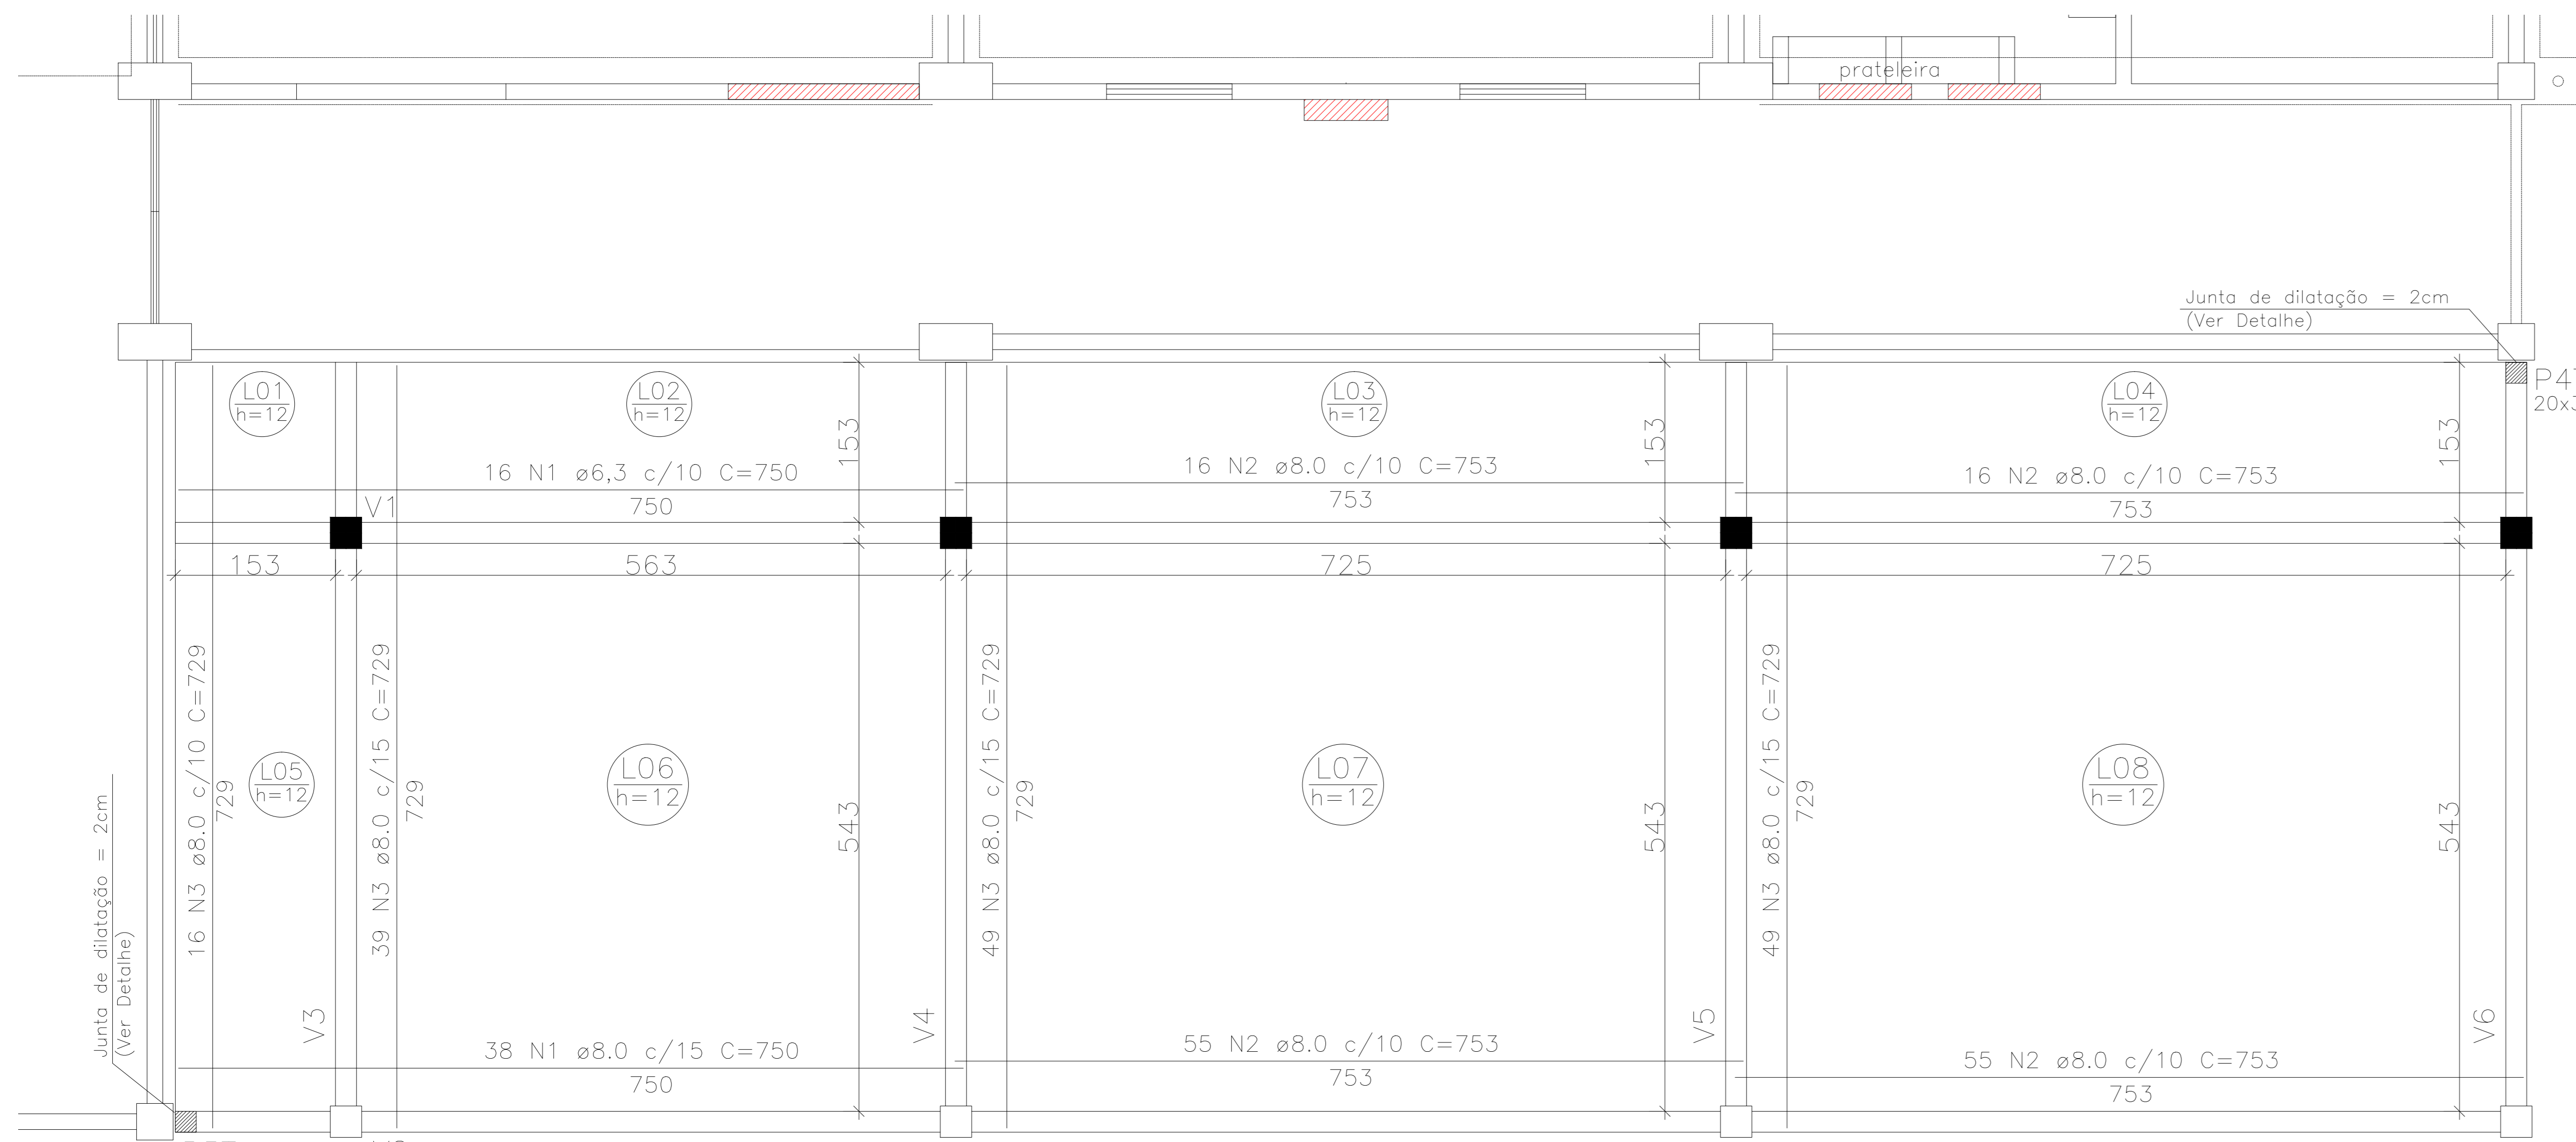 prateleira
Junta de dilatação = 2cm
(Ver Detalhe)
L01
h=12
L02
h=12
L03
h=12
L04
h=12
P4
20x3
153
153
153
16 N1 ø6,3 c/10 C=750
750
16 N2 ø8.0 c/10 C=753
753
16 N2 ø8.0 c/10 C=753
753
V1
153
563
725
725
16 N3 ø8.0 c/10 C=729
729
39 N3 ø8.0 c/15 C=729
729
49 N3 ø8.0 c/15 C=729
729
49 N3 ø8.0 c/15 C=729
729
L05
h=12
L06
h=12
L07
h=12
L08
h=12
543
543
543
Junta de dilatação = 2cm
(Ver Detalhe)
V3
V4
V5
V6
38 N1 ø8.0 c/15 C=750
750
55 N2 ø8.0 c/10 C=753
753
55 N2 ø8.0 c/10 C=753
753